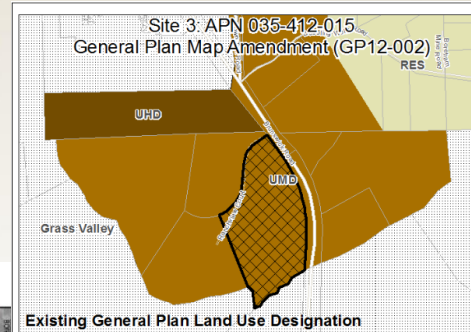 Site 3: APN 035-412-015
General Plan Map Amendment (GP12-002)
RES
UHD
UMD
Grass Valley
Existing General Plan Land Use Designation